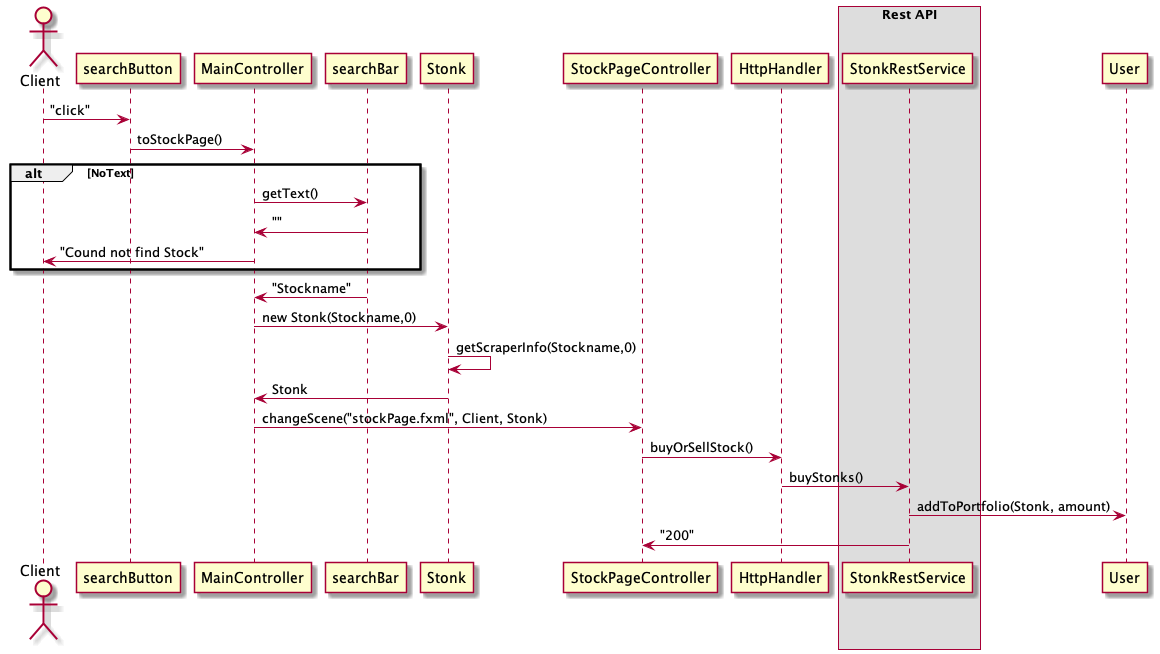 Rest API
Client
searchButton
MainController
searchBar
Stonk
StockPageController
HttpHandler
StonkRestService
User
"click"
toStockPage()
alt
[NoText]
getText()
""
"Cound not find Stock"
"Stockname"
new Stonk(Stockname,0)
getScraperInfo(Stockname,0)
Stonk
changeScene("stockPage.fxml", Client, Stonk)
buyOrSellStock()
buyStonks()
addToPortfolio(Stonk, amount)
"200"
Client
searchButton
MainController
searchBar
Stonk
StockPageController
HttpHandler
StonkRestService
User